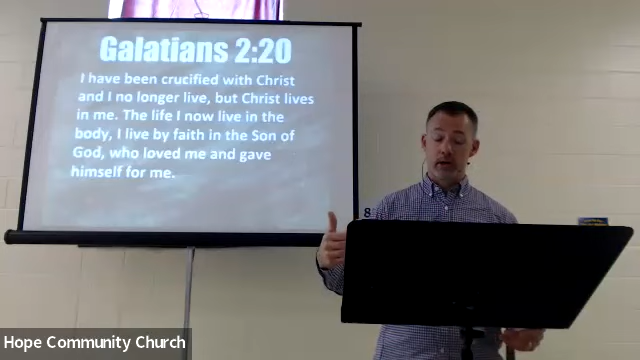 Galatians 2:20
I have been crucified with Christ
and I no longer live, but Christ lives
in me. The life I now live in the
body, I live by faith in the Son of
God, who loved me and gave
himself for me.
8
Hope Community Church